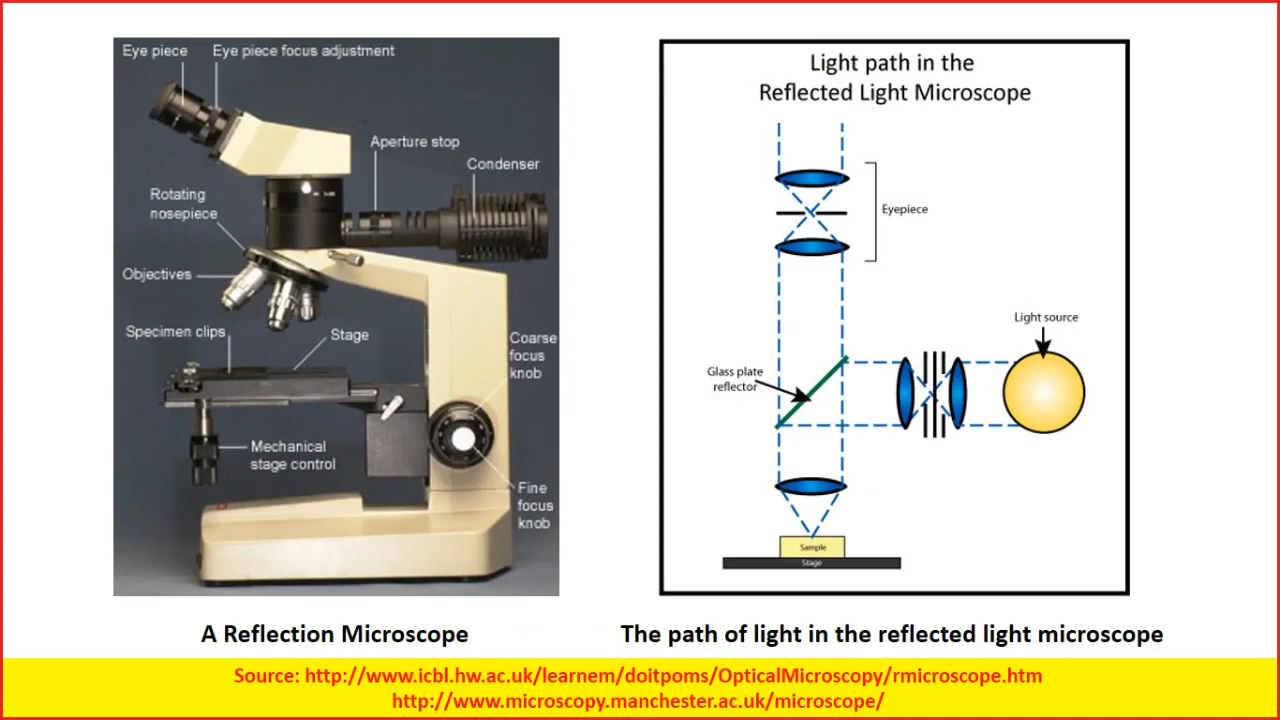 Eye piece
Eye piece focus adjustment
Aperture stop
Condenser
Rotating
nosepiece
Objectives
Specimen clips
Stage
Coarse
focus
knob
Mechanical
stage control
Fine
focus
knob
A Reflection Microscope
Light path in the
Reflected Light Microscope
Eyepiece
Light source
Glass plate
reflector
Sample
Stage
The path of light in the reflected light microscope
Source: http://www.icbl.hw.ac.uk/learnem/doitpoms/OpticalMicroscopy/rmicroscope.htm
http://www.microscopy.manchester.ac.uk/microscope/